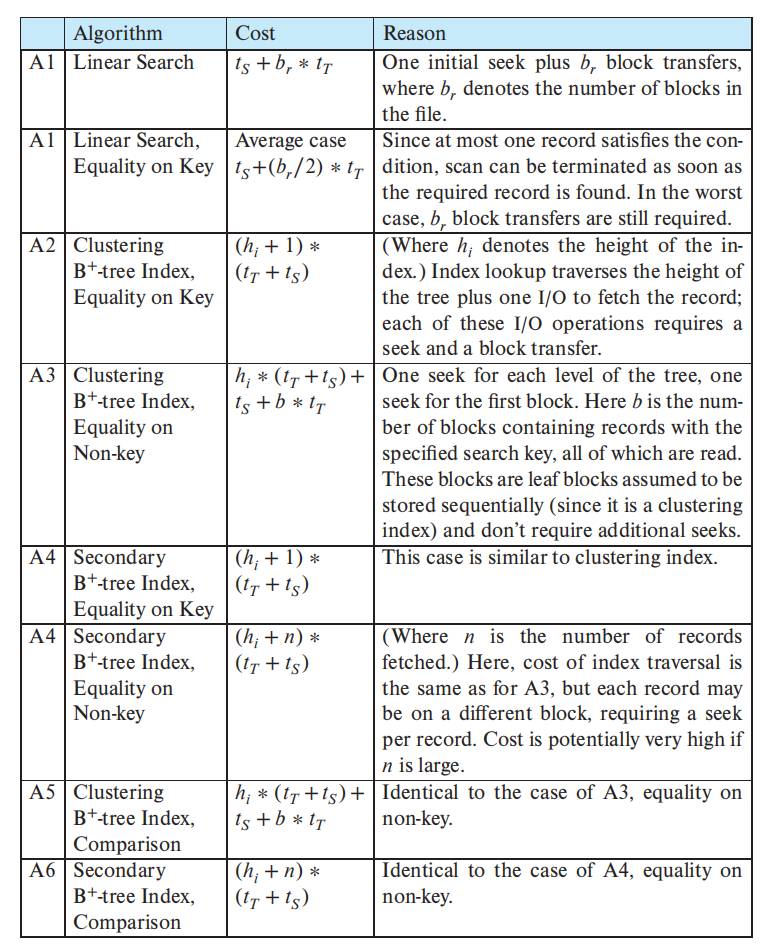 Algorithm Cost Reason
A1 Linear Search t_S + b_r * t_T One initial seek plus b_r block transfers,
where b_r denotes the number of blocks in
the file.
A1 Linear Search, Average case Since at most one record satisfies the con-
Equality on Key t_S+(b_r/2) * t_T dition, scan can be terminated as soon as
the required record is found. In the worst
case, b_r block transfers are still required.
A2 Clustering (h_i + 1) * (Where h_i denotes the height of the in-
B⁺-tree Index, (t_T + t_S) dex.) Index lookup traverses the height of
Equality on Key the tree plus one I/O to fetch the record;
each of these I/O operations requires a
seek and a block transfer.
A3 Clustering h_i * (t_T +t_S)+ One seek for each level of the tree, one
B⁺-tree Index, t_S + b * t_T seek for the first block. Here b is the num-
Equality on ber of blocks containing records with the
Non-key specified search key, all of which are read.
These blocks are leaf blocks assumed to be
stored sequentially (since it is a clustering
index) and don't require additional seeks.
A4 Secondary (h_i + 1) * This case is similar to clustering index.
B⁺-tree Index, (t_T + t_S)
Equality on Key
A4 Secondary (h_i + n) * (Where n is the number of records
B⁺-tree Index, (t_T + t_S) fetched.) Here, cost of index traversal is
Equality on the same as for A3, but each record may
Non-key be on a different block, requiring a seek
per record. Cost is potentially very high if
n is large.
A5 Clustering h_i * (t_T +t_S)+ Identical to the case of A3, equality on
B⁺-tree Index, t_S + b * t_T non-key.
Comparison
A6 Secondary (h_i + n) * Identical to the case of A4, equality on
B⁺-tree Index, (t_T + t_S) non-key.
Comparison